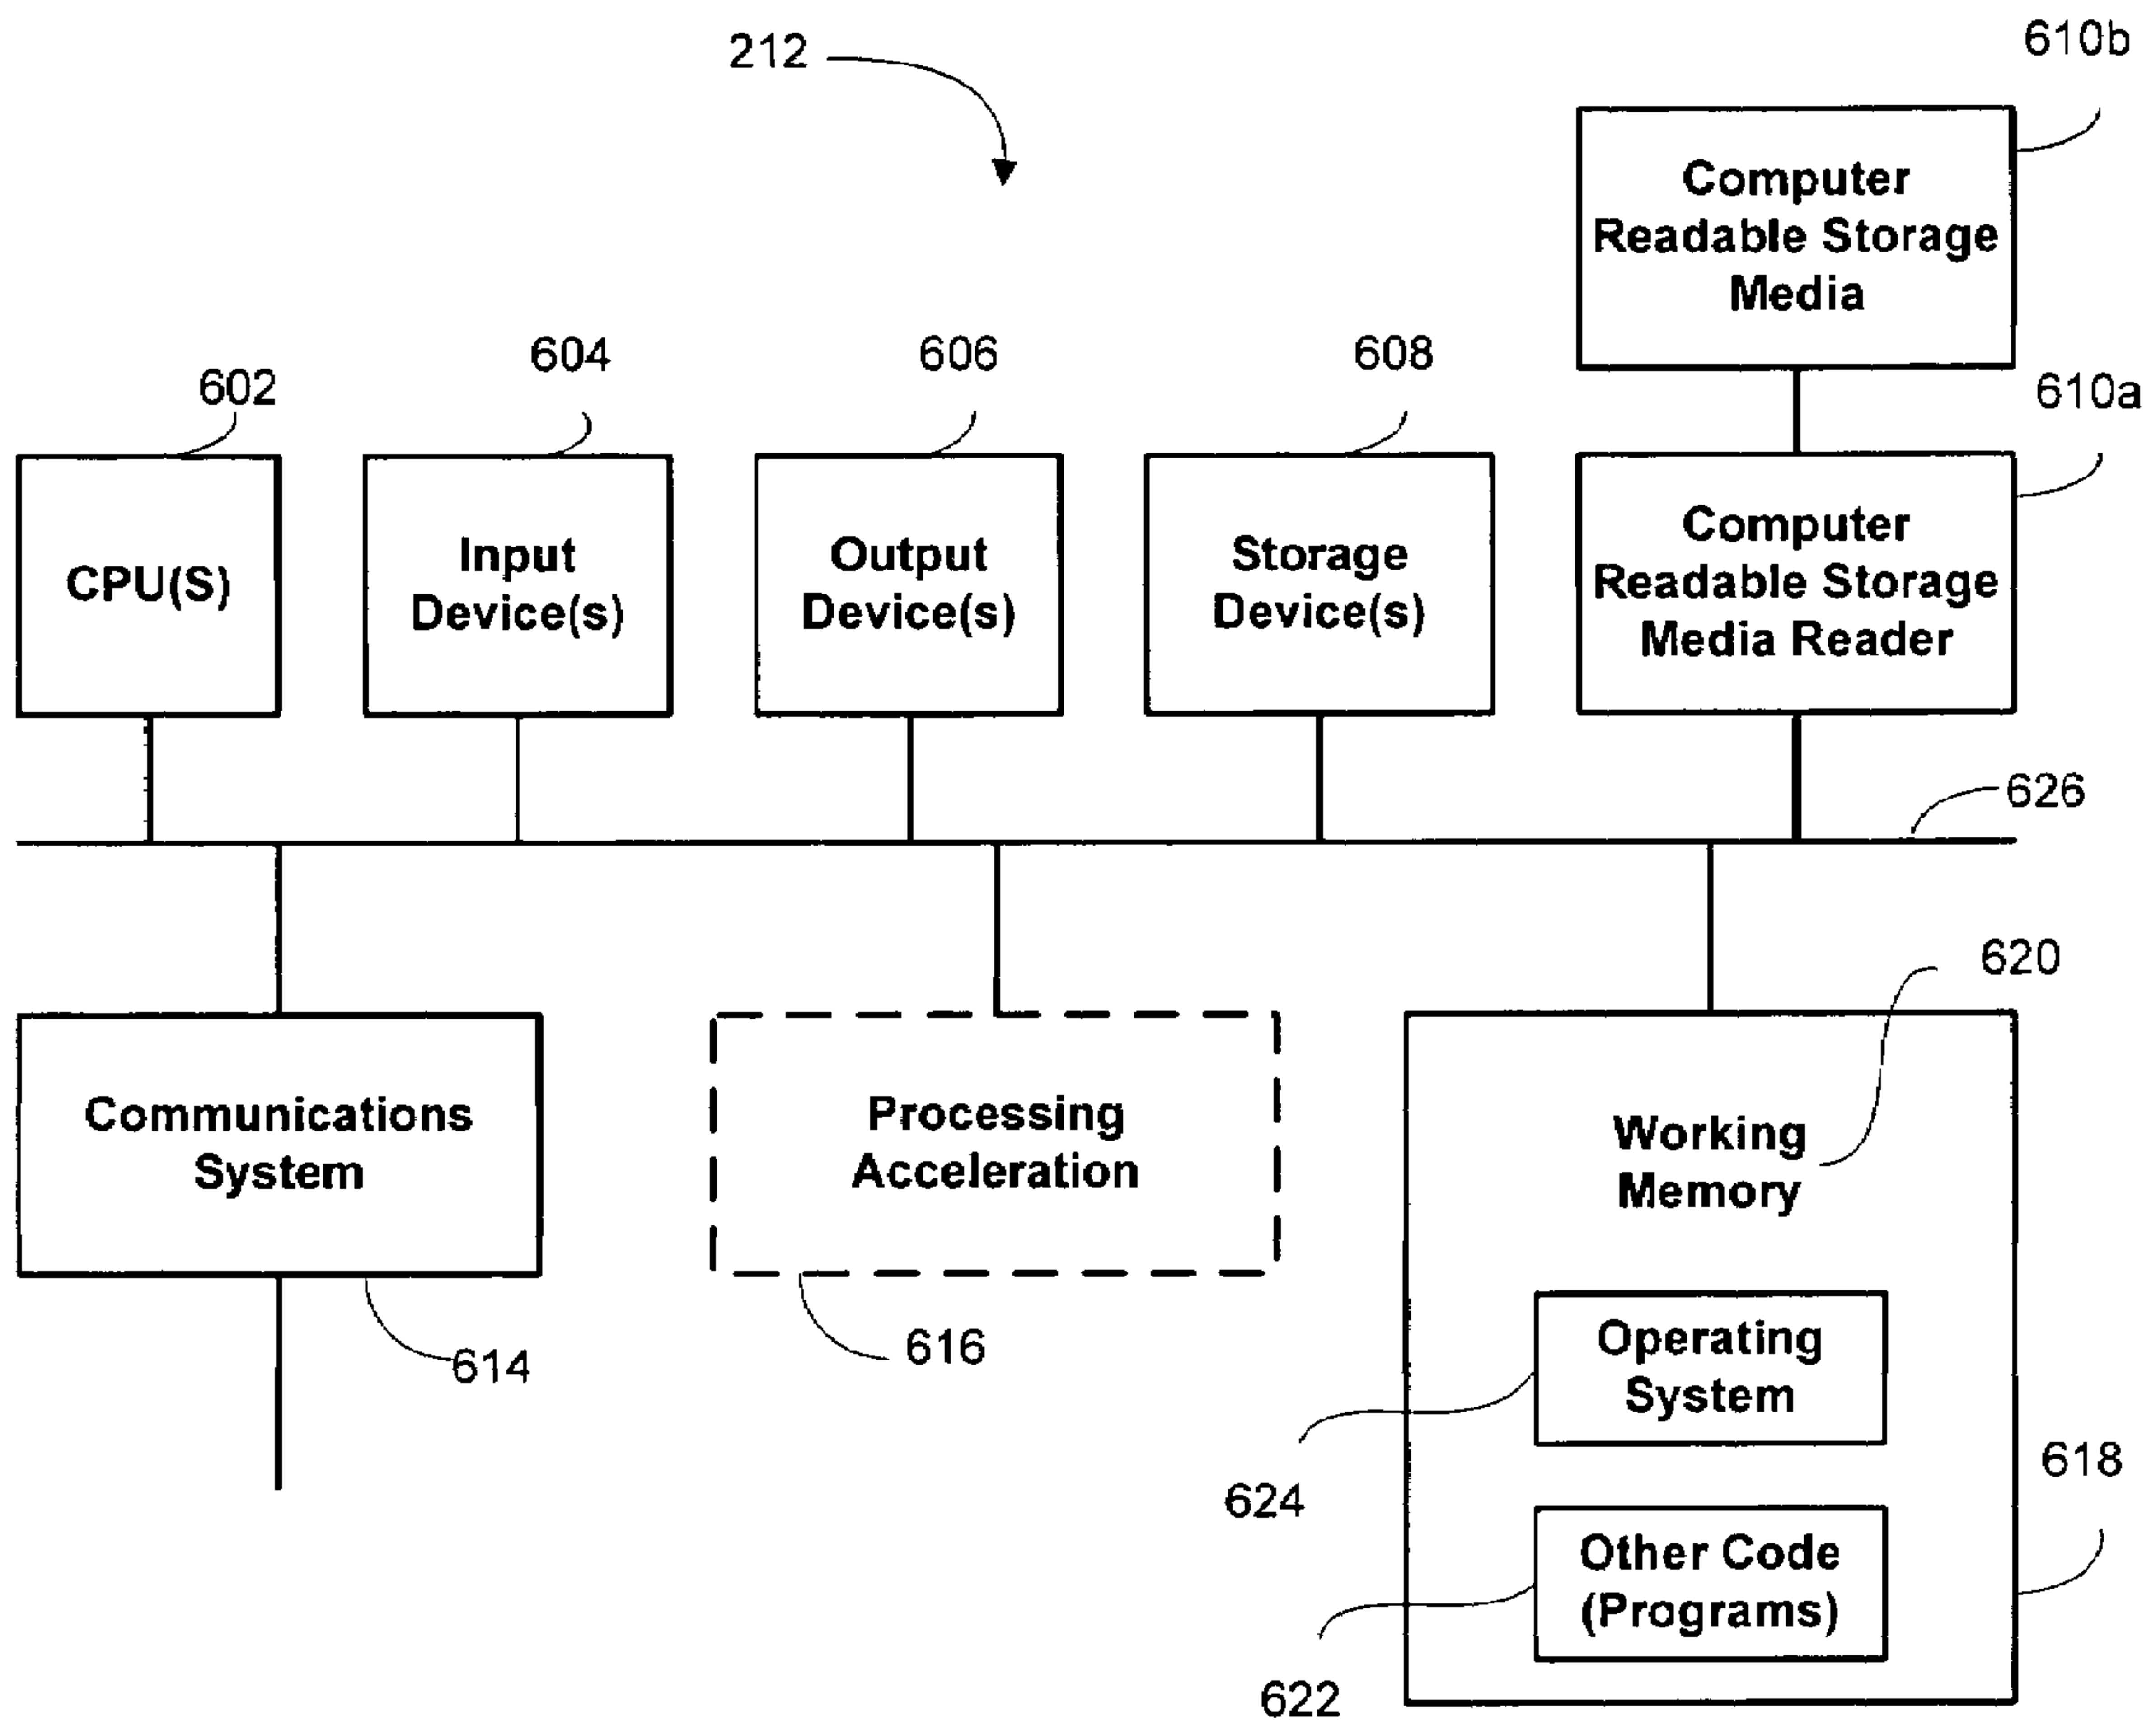 212
610b
Computer
Readable Storage
Media
602
604
606
608
610a
CPU(S)
Input
Device(s)
Output
Device(s)
Storage
Device(s)
Computer
Readable Storage
Media Reader
626
620
Communications
System
Processing
Acceleration
Working
Memory
614
616
Operating
System
624
618
Other Code
(Programs)
622